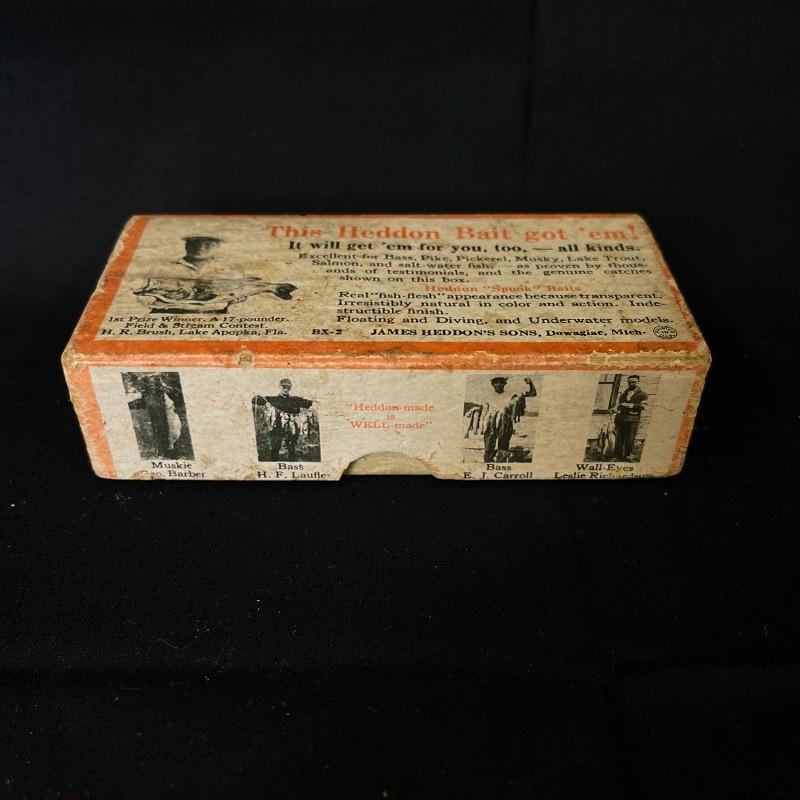 This Heddon Bait got 'em!
It will get 'em for you, too, — all kinds.
Excellent for Bass, Pike, Pickerel, Musky, Lake Trout,
Salmon, and salt-water fish, — as proven by thous-
ands of testimonials, and the genuine catches
shown on this box.
Heddon "Spook" Baits
Real "fish-flesh" appearance because transparent.
Irresistibly natural in color and action. Inde-
structible finish.
Floating and Diving, and Underwater models.
1st Prize Winner. A 17-pounder.
Field & Stream Contest.
H. R. Brush, Lake Apopka, Fla.
BX-2 JAMES HEDDON'S SONS, Dowagiac, Mich.
"Heddon-made
is
WELL-made"
Muskie
Barber
Bass
H. F.
Bass
E. J. Carroll
Wall-Eyes
Leslie